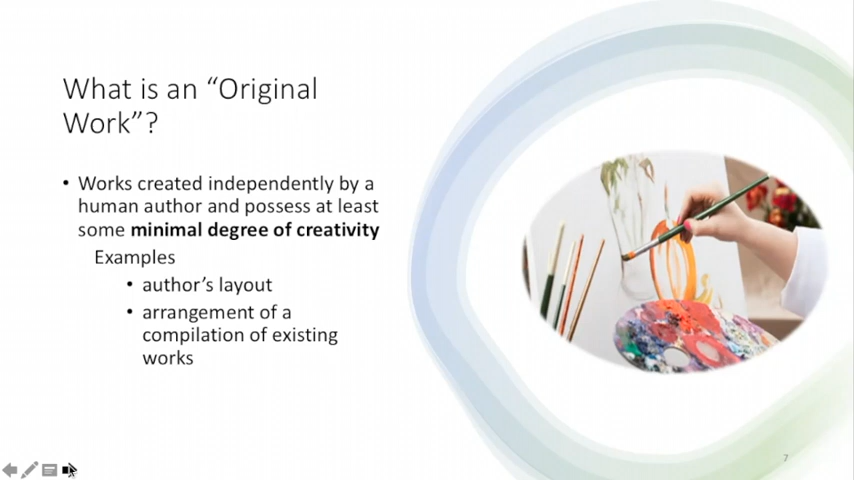 What is an “Original
Work”?
• Works created independently by a
human author and possess at least
some minimal degree of creativity
Examples
• author’s layout
• arrangement of a
compilation of existing
works
7